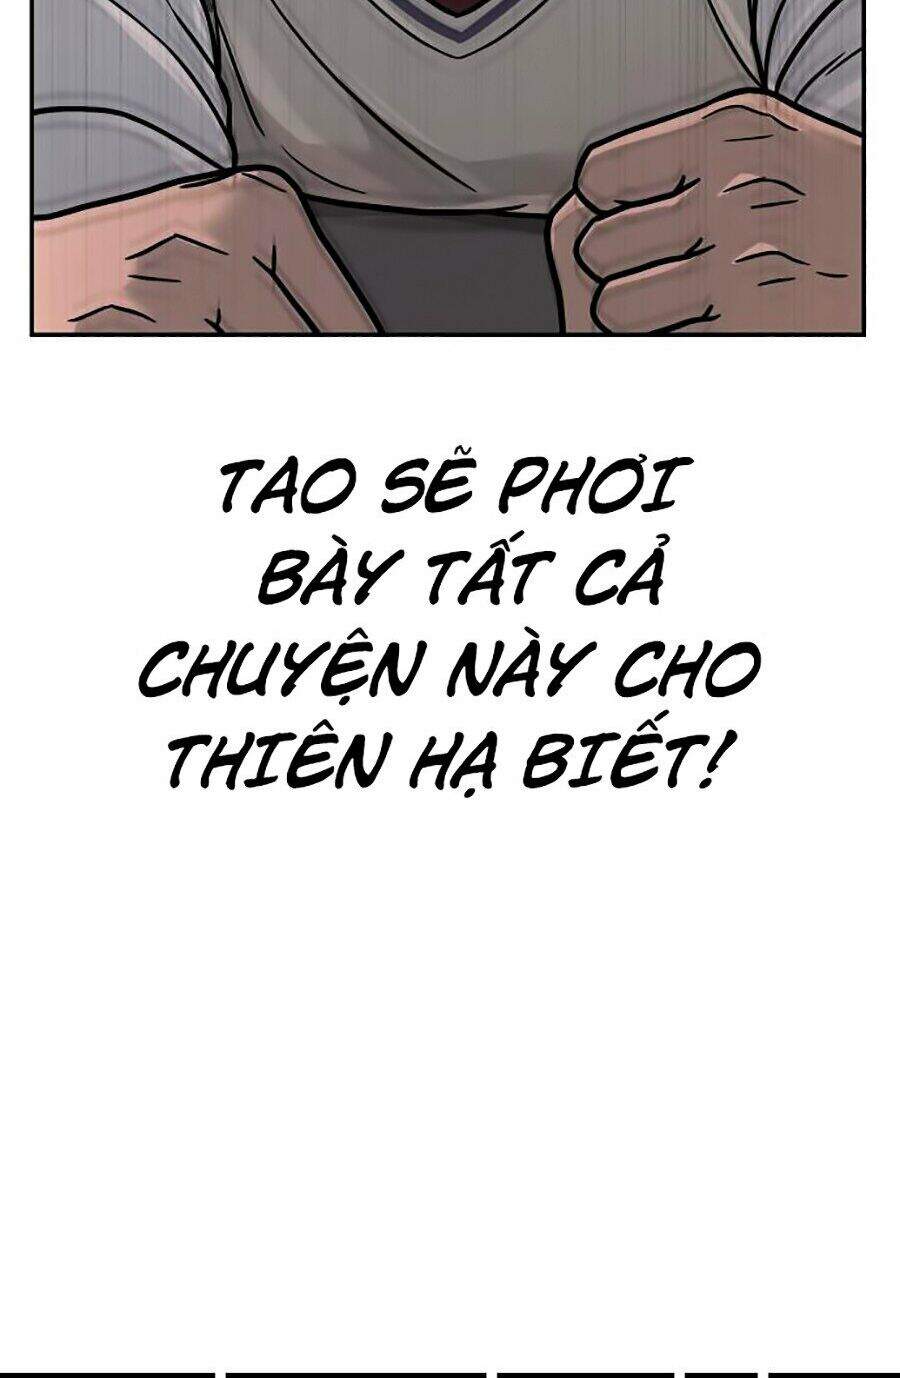 TAO SẼ PHƠI
BÀY TẤT CẢ
CHUYỆN NÀY CHO
THIÊN HẠ BIẾT!